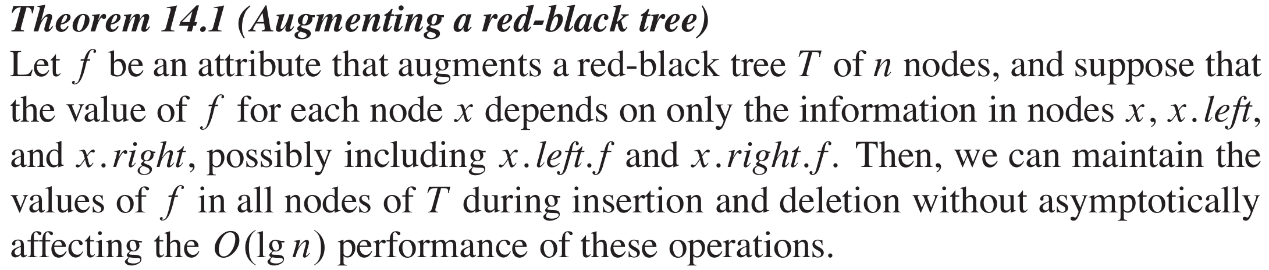 Theorem 14.1 (Augmenting a red-black tree)
Let f be an attribute that augments a red-black tree T of n nodes, and suppose that
the value of f for each node x depends on only the information in nodes x, x.left,
and x.right, possibly including x.left.f and x.right.f. Then, we can maintain the
values of f in all nodes of T during insertion and deletion without asymptotically
affecting the O(lg n) performance of these operations.